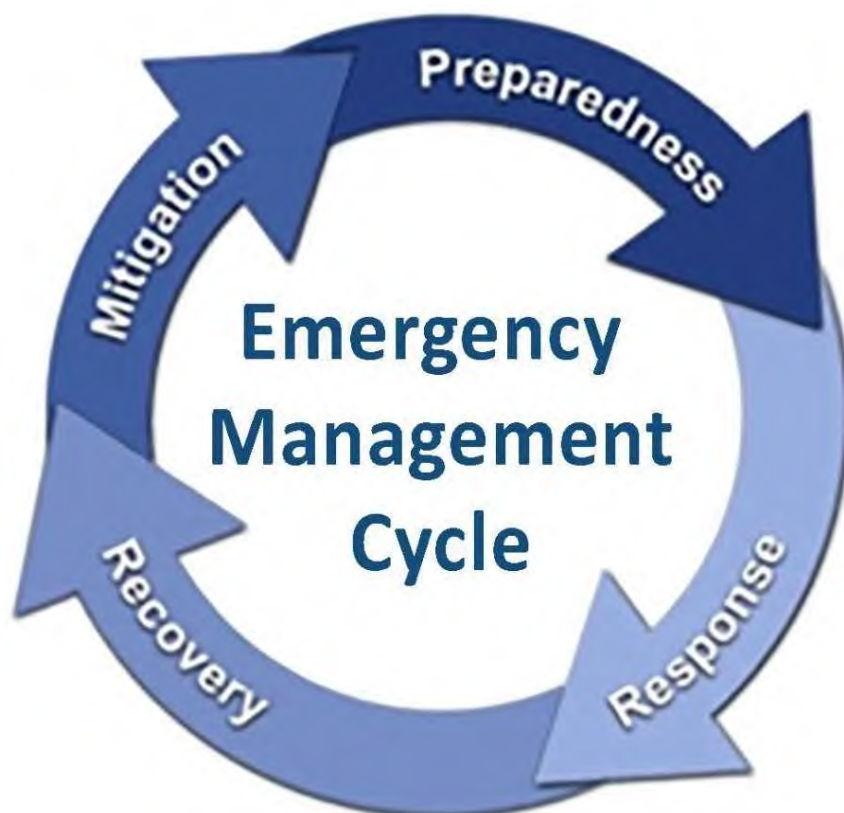 Preparedness
Mitigation
Emergency
Management
Cycle
Response
Recovery